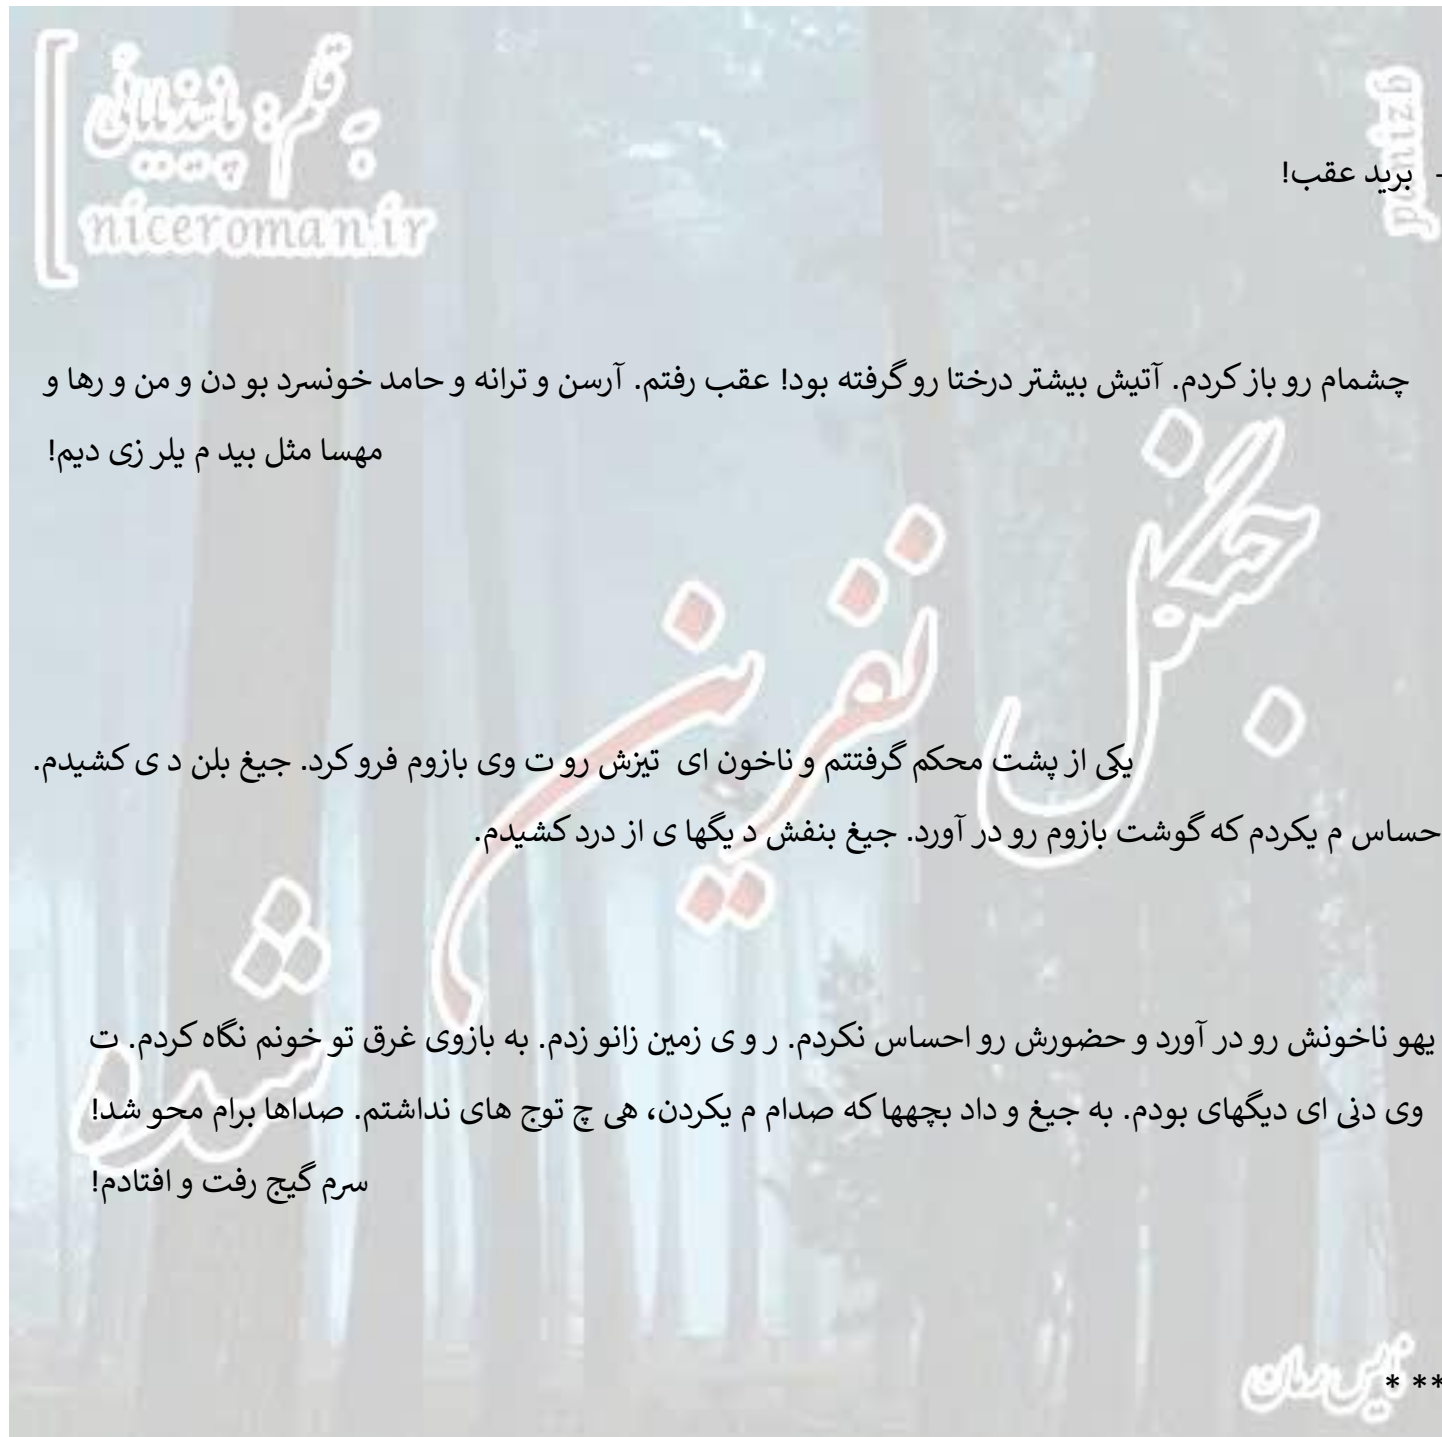 به قلم:
niceroman.ir
panizb
- برید عقب!
چشمام رو باز کردم. آتیش بیشتر درختا رو گرفته بود! عقب رفتم. آرسن و ترانه و حامد خونسرد بو دن و من و رها و
مهسا مثل بید م یلر زی دیم!
جنگل
نفرین
شده
یکی از پشت محکم گرفتتم و ناخون ای تیزش رو ت وی بازوم فرو کرد. جیغ بلن د ی کشیدم.
حساس م یکردم که گوشت بازوم رو در آورد. جیغ بنفش د یگها ی از درد کشیدم.
یهو ناخونش رو در آورد و حضورش رو احساس نکردم. ر و ی زمین زانو زدم. به بازوی غرق تو خونم نگاه کردم. ت
وی دنی ای دیگهای بودم. به جیغ و داد بچهها که صدام م یکردن، هی چ توج های نداشتم. صداها برام محو شد!
سرم گیج رفت و افتادم!
نایس رمان
** *